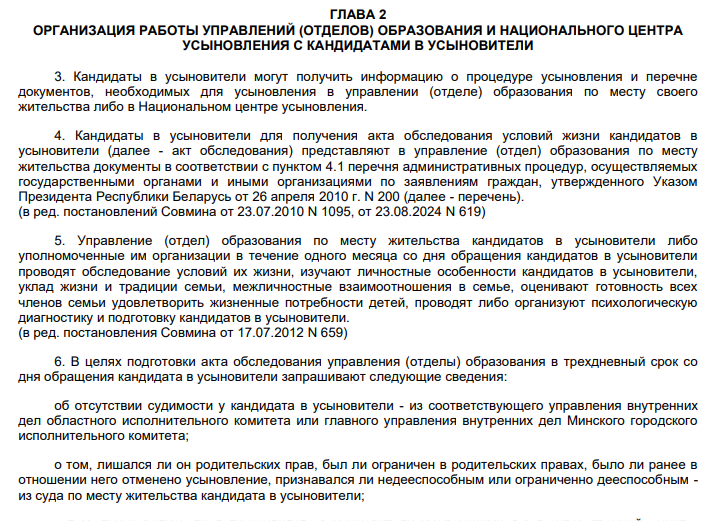 ГЛАВА 2
ОРГАНИЗАЦИЯ РАБОТЫ УПРАВЛЕНИЙ (ОТДЕЛОВ) ОБРАЗОВАНИЯ И НАЦИОНАЛЬНОГО ЦЕНТРА
УСЫНОВЛЕНИЯ С КАНДИДАТАМИ В УСЫНОВИТЕЛИ
3. Кандидаты в усыновители могут получить информацию о процедуре усыновления и перечне
документов, необходимых для усыновления в управлении (отделе) образования по месту своего
жительства либо в Национальном центре усыновления.
4. Кандидаты в усыновители для получения акта обследования условий жизни кандидатов в
усыновители (далее - акт обследования) представляют в управление (отдел) образования по месту
жительства документы в соответствии с пунктом 4.1 перечня административных процедур, осуществляемых
государственными органами и иными организациями по заявлениям граждан, утвержденного Указом
Президента Республики Беларусь от 26 апреля 2010 г. N 200 (далее - перечень).
(в ред. постановлений Совмина от 23.07.2010 N 1095, от 23.08.2024 N 619)
5. Управление (отдел) образования по месту жительства кандидатов в усыновители либо
уполномоченные им организации в течение одного месяца со дня обращения кандидатов в усыновители
проводят обследование условий их жизни, изучают личностные особенности кандидатов в усыновители,
уклад жизни и традиции семьи, межличностные взаимоотношения в семье, оценивают готовность всех
членов семьи удовлетворить жизненные потребности детей, проводят либо организуют психологическую
диагностику и подготовку кандидатов в усыновители.
(в ред. постановления Совмина от 17.07.2012 N 659)
6. В целях подготовки акта обследования управления (отделы) образования в трехдневный срок со
дня обращения кандидата в усыновители запрашивают следующие сведения:
об отсутствии судимости у кандидата в усыновители - из соответствующего управления внутренних
дел областного исполнительного комитета или главного управления внутренних дел Минского городского
исполнительного комитета;
о том, лишался ли он родительских прав, был ли ограничен в родительских правах, было ли ранее в
отношении него отменено усыновление, признавался ли недееспособным или ограниченно дееспособным -
из суда по месту жительства кандидата в усыновители;